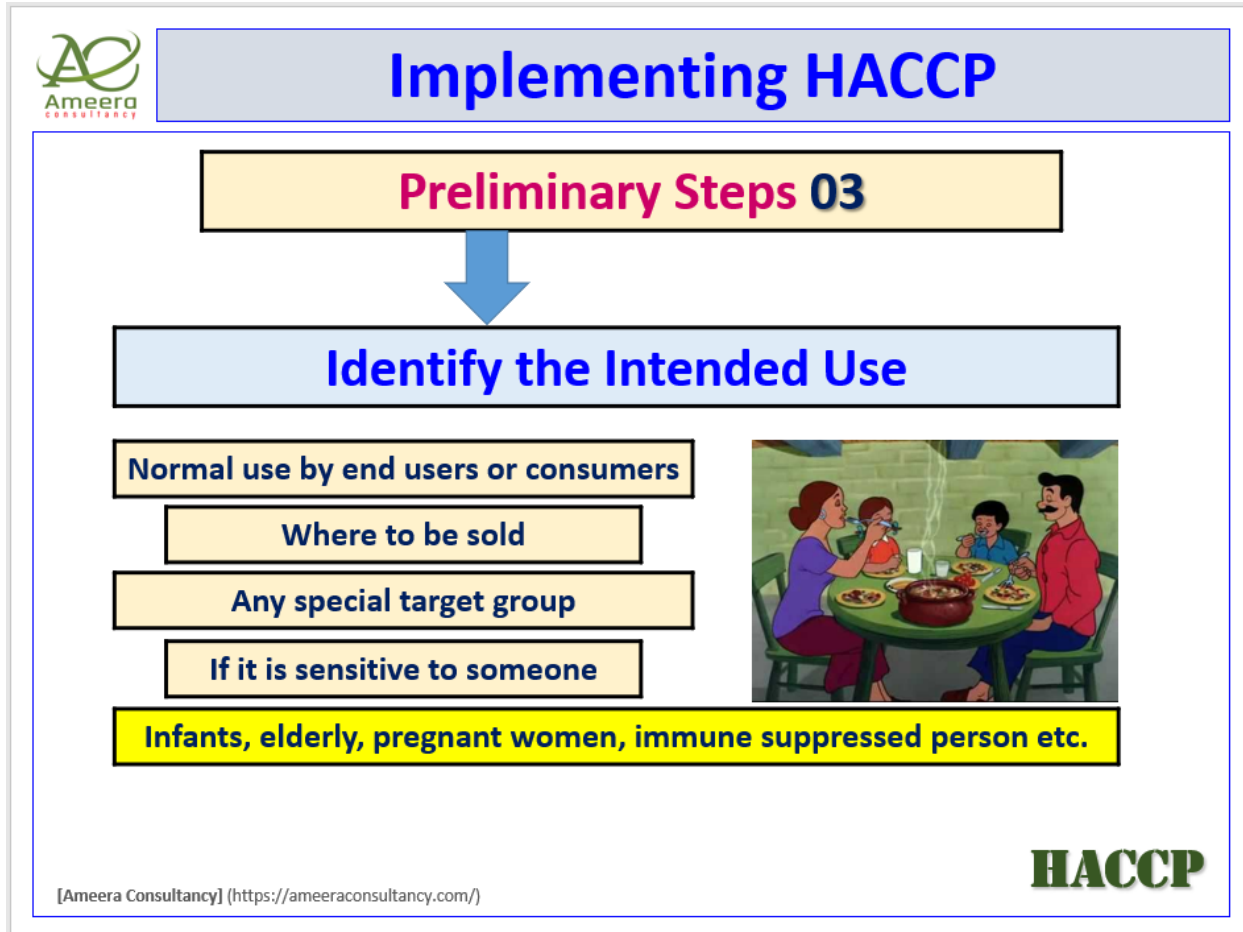 Ameera
consultancy
Implementing HACCP
Preliminary Steps 03
Identify the Intended Use
Normal use by end users or consumers
Where to be sold
Any special target group
If it is sensitive to someone
Infants, elderly, pregnant women, immune suppressed person etc.
HACCP
[Ameera Consultancy] (https://ameeraconsultancy.com/)